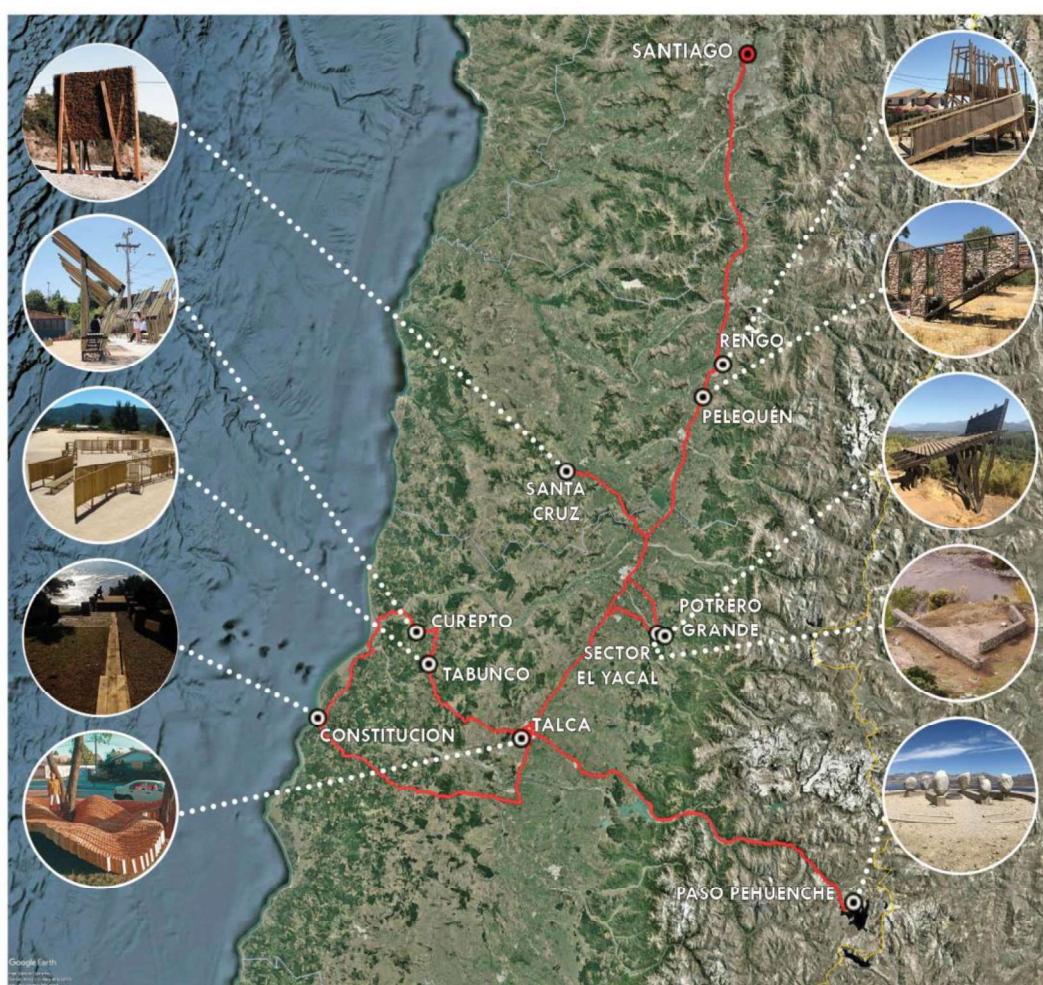 SANTIAGO
RENGO
PELEQUÉN
SANTA
CRUZ
POTRERO
GRANDE
CUREPTO
SECTOR
EL YACAL
TABUNCO
CONSTITUCION
TALCA
PASO PEHUENCHE
Google Earth